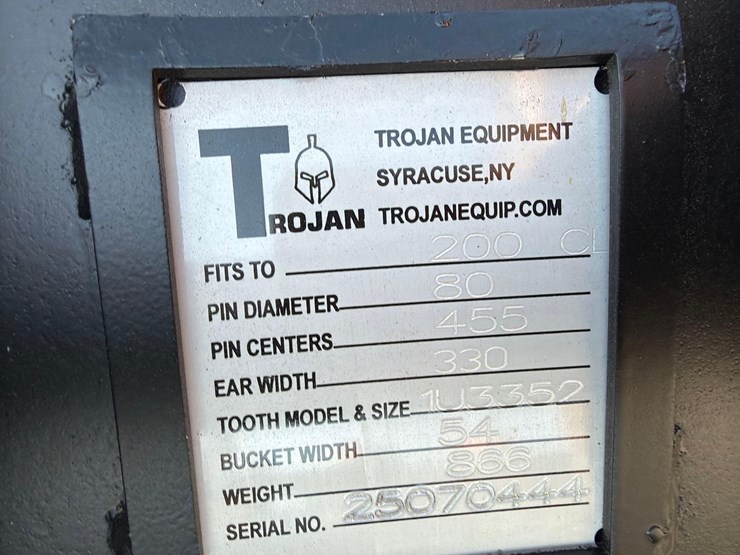 TROJAN
TROJAN EQUIPMENT
SYRACUSE,NY
TROJANEQUIP.COM
FITS TO 200 CL
PIN DIAMETER 80
PIN CENTERS 455
EAR WIDTH 330
TOOTH MODEL & SIZE 1U3352
BUCKET WIDTH 54
WEIGHT 866
SERIAL NO. 25070444